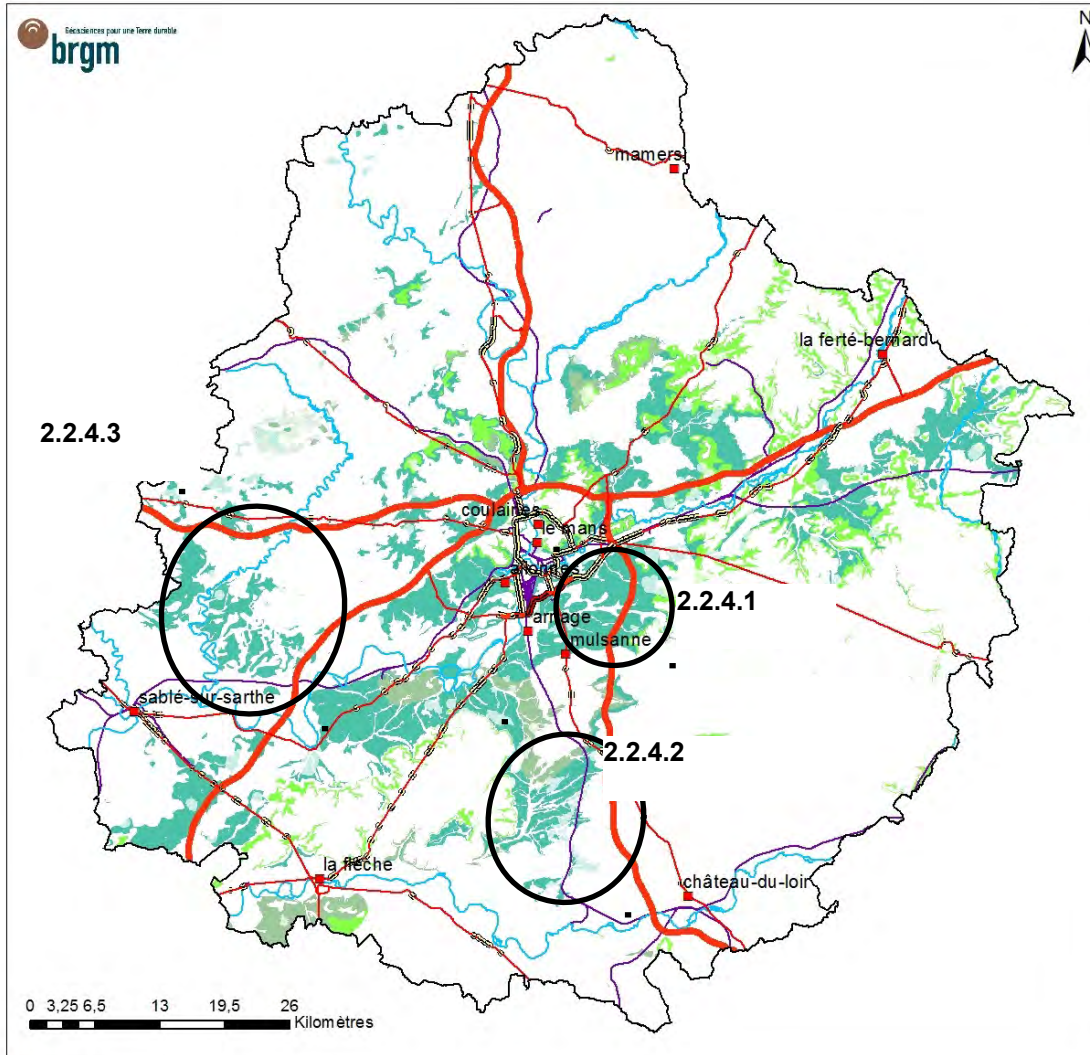 Géosciences pour une Terre durable
brgm
N
mamers
la ferté-bernard
2.2.4.3
coulaines
le mans
allonnes
2.2.4.1
arnage
mulsanne
sablé-sur-sarthe
2.2.4.2
la flèche
château-du-loir
0 3,25 6,5 13 19,5 26
Kilomètres